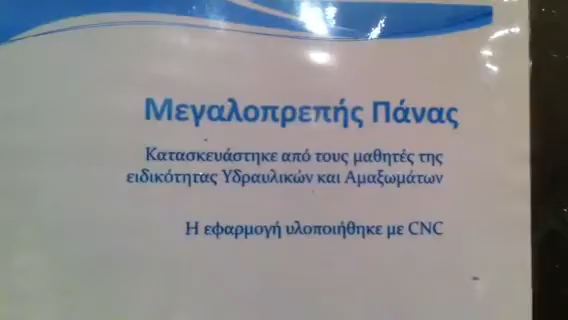 Μεγαλοπρεπής Πάνας
Κατασκευάστηκε από τους μαθητές της
ειδικότητας Υδραυλικών και Αμαξωμάτων
Η εφαρμογή υλοποιήθηκε με CNC